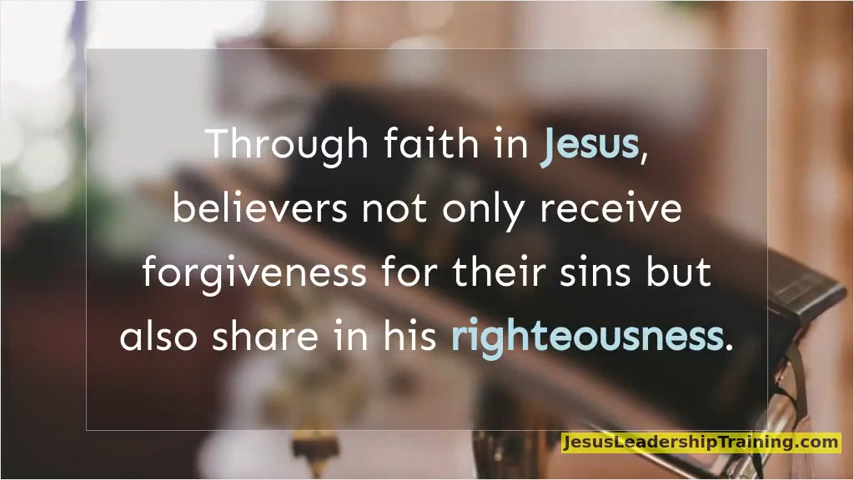 Through faith in Jesus,
believers not only receive
forgiveness for their sins but
also share in his righteousness.
JesusLeadershipTraining.com